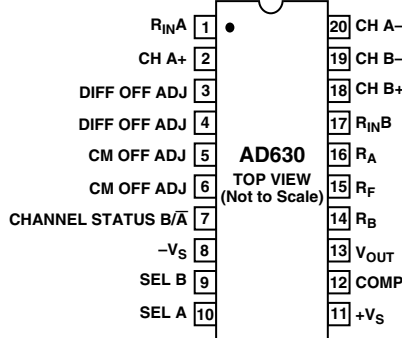 RINA 1
CH A+ 2
DIFF OFF ADJ 3
DIFF OFF ADJ 4
CM OFF ADJ 5
CM OFF ADJ 6
CHANNEL STATUS B/A̅ 7
–VS 8
SEL B 9
SEL A 10
AD630
TOP VIEW
(Not to Scale)
20 CH A–
19 CH B–
18 CH B+
17 RINB
16 RA
15 RF
14 RB
13 VOUT
12 COMP
11 +VS